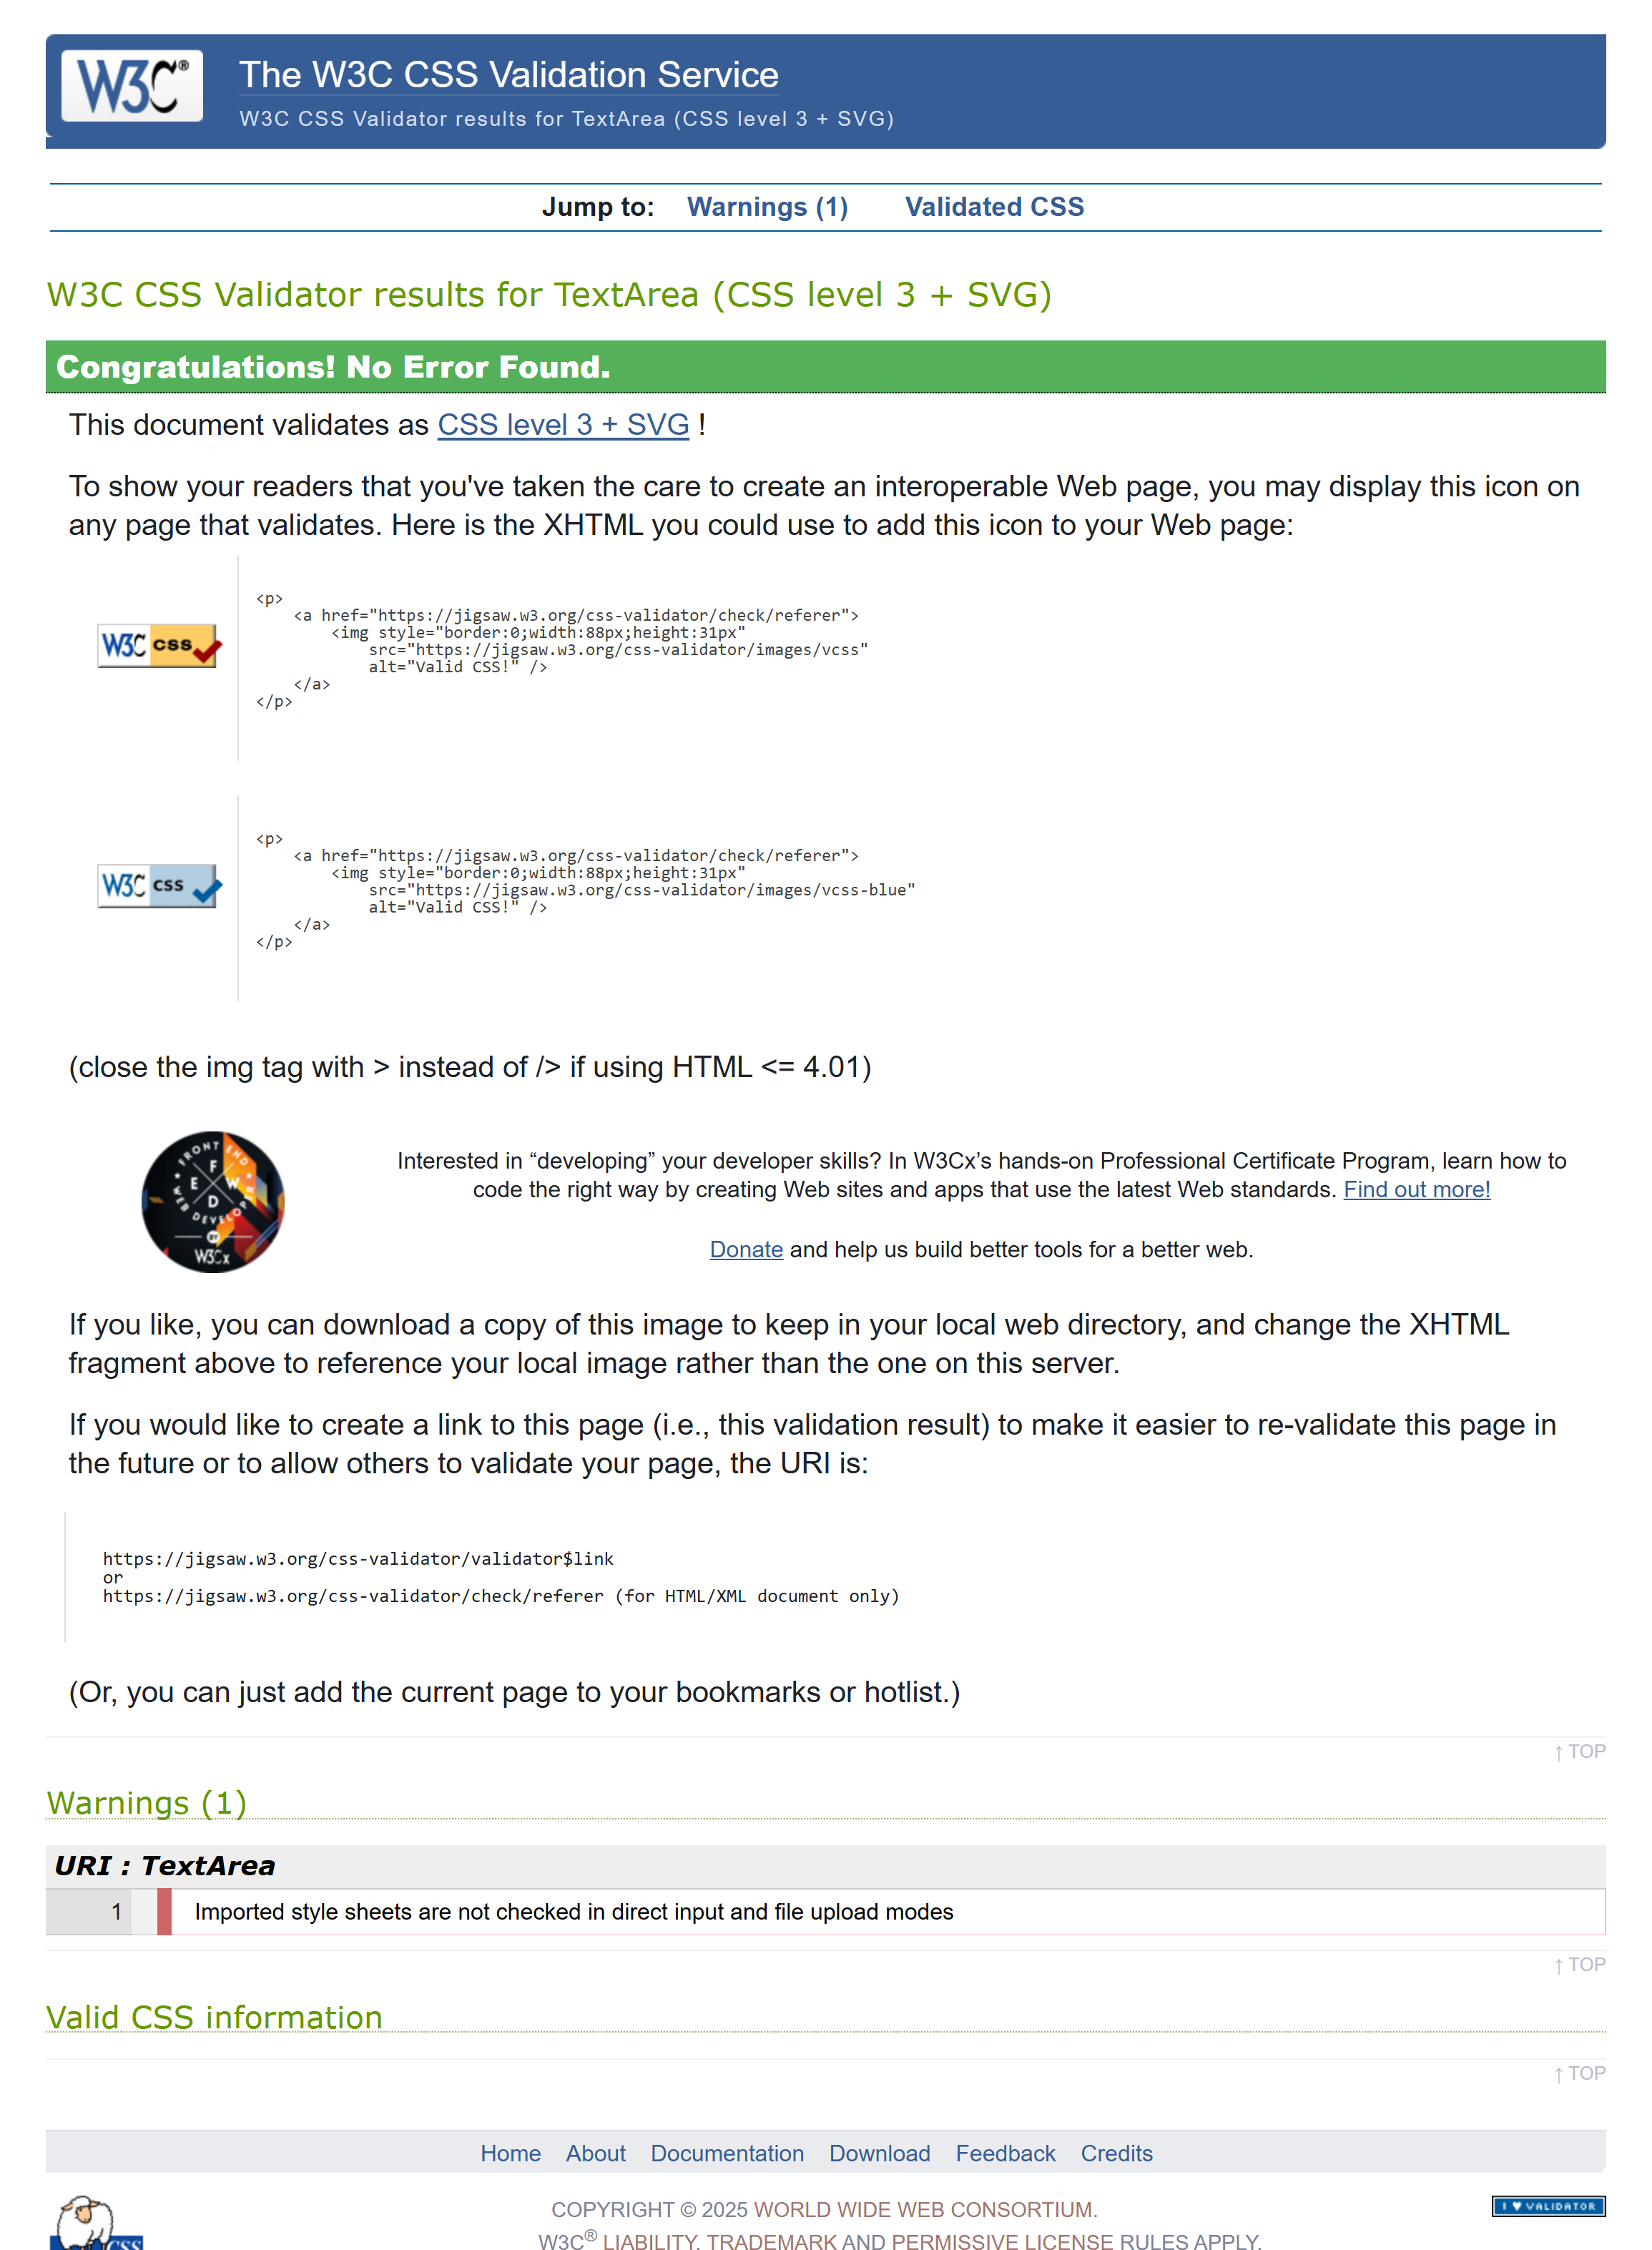 W3C®
The W3C CSS Validation Service
W3C CSS Validator results for TextArea (CSS level 3 + SVG)
Jump to: Warnings (1) Validated CSS
W3C CSS Validator results for TextArea (CSS level 3 + SVG)
Congratulations! No Error Found.
This document validates as CSS level 3 + SVG !
To show your readers that you've taken the care to create an interoperable Web page, you may display this icon on
any page that validates. Here is the XHTML you could use to add this icon to your Web page:
W3C css
<p>
    <a href="https://jigsaw.w3.org/css-validator/check/referer">
        <img style="border:0;width:88px;height:31px"
            src="https://jigsaw.w3.org/css-validator/images/vcss"
            alt="Valid CSS!" />
    </a>
</p>
W3C css
<p>
    <a href="https://jigsaw.w3.org/css-validator/check/referer">
        <img style="border:0;width:88px;height:31px"
            src="https://jigsaw.w3.org/css-validator/images/vcss-blue"
            alt="Valid CSS!" />
    </a>
</p>
(close the img tag with > instead of /> if using HTML <= 4.01)
FRONT END
F E W D
WEB DEVELOPER
BY
W3Cx
Interested in “developing” your developer skills? In W3Cx’s hands-on Professional Certificate Program, learn how to
code the right way by creating Web sites and apps that use the latest Web standards. Find out more!
Donate and help us build better tools for a better web.
If you like, you can download a copy of this image to keep in your local web directory, and change the XHTML
fragment above to reference your local image rather than the one on this server.
If you would like to create a link to this page (i.e., this validation result) to make it easier to re-validate this page in
the future or to allow others to validate your page, the URI is:
https://jigsaw.w3.org/css-validator/validator$link
or
https://jigsaw.w3.org/css-validator/check/referer (for HTML/XML document only)
(Or, you can just add the current page to your bookmarks or hotlist.)
↑ TOP
Warnings (1)
URI : TextArea
1 Imported style sheets are not checked in direct input and file upload modes
↑ TOP
Valid CSS information
↑ TOP
Home About Documentation Download Feedback Credits
CSS
COPYRIGHT © 2025 WORLD WIDE WEB CONSORTIUM.
I ♥ VALIDATOR
W3C® LIABILITY, TRADEMARK AND PERMISSIVE LICENSE RULES APPLY.